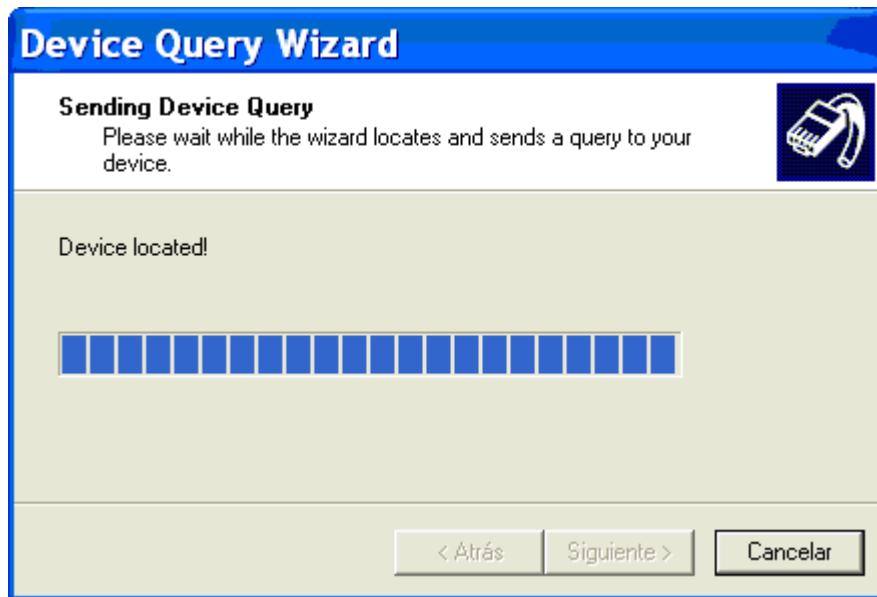 Device Query Wizard
Sending Device Query
Please wait while the wizard locates and sends a query to your
device.
Device located!
< Atrás Siguiente > Cancelar